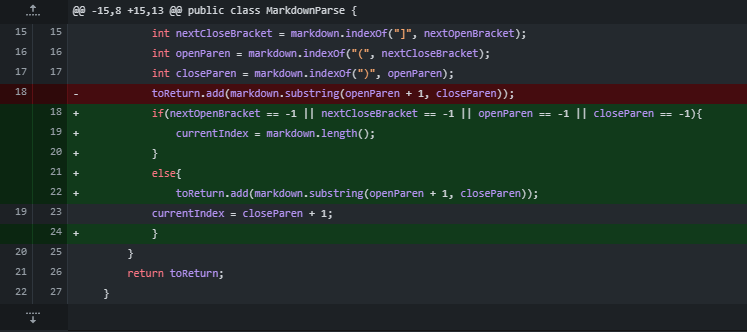 @@ -15,8 +15,13 @@ public class MarkdownParse {
15 15 int nextCloseBracket = markdown.indexOf("]", nextOpenBracket);
16 16 int openParen = markdown.indexOf("(", nextCloseBracket);
17 17 int closeParen = markdown.indexOf(")", openParen);
18 - toReturn.add(markdown.substring(openParen + 1, closeParen));
18 + if(nextOpenBracket == -1 || nextCloseBracket == -1 || openParen == -1 || closeParen == -1){
19 + currentIndex = markdown.length();
20 + }
21 + else{
22 + toReturn.add(markdown.substring(openParen + 1, closeParen));
19 23 currentIndex = closeParen + 1;
24 + }
20 25 }
21 26 return toReturn;
22 27 }